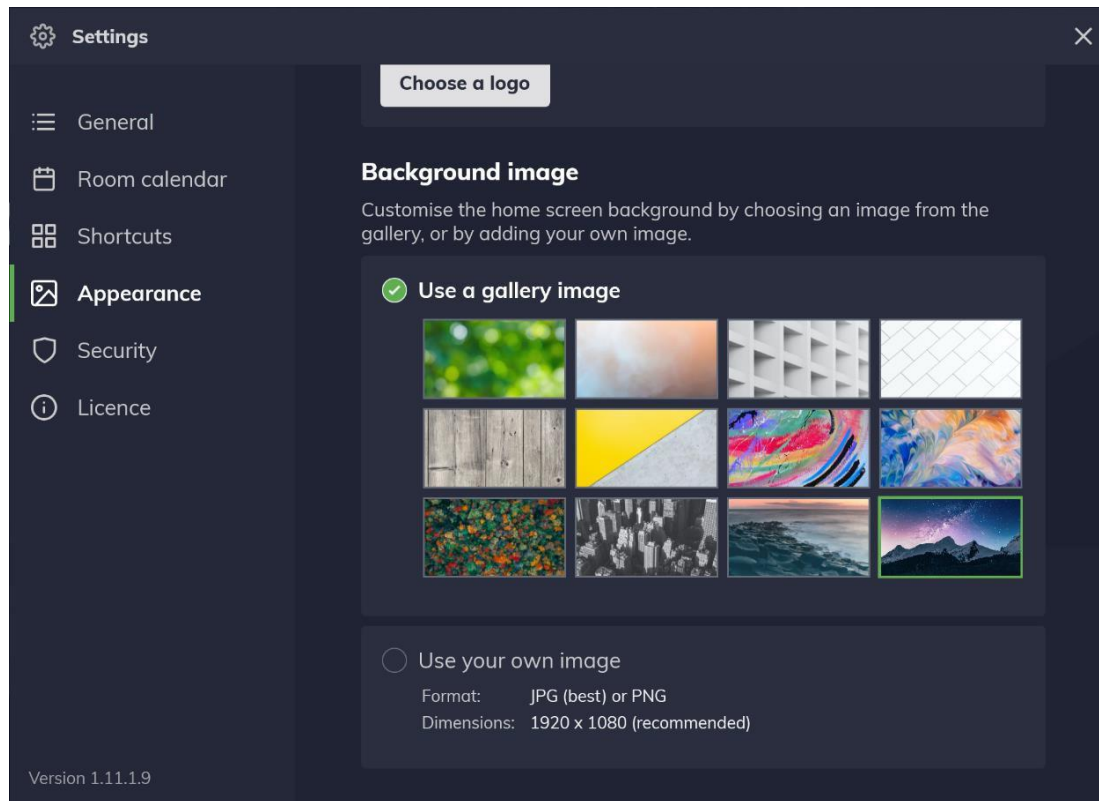 Settings
Choose a logo
General
Room calendar
Shortcuts
Appearance
Security
Licence
Background image
Customise the home screen background by choosing an image from the
gallery, or by adding your own image.
Use a gallery image
Use your own image
Format: JPG (best) or PNG
Dimensions: 1920 x 1080 (recommended)
Version 1.11.1.9